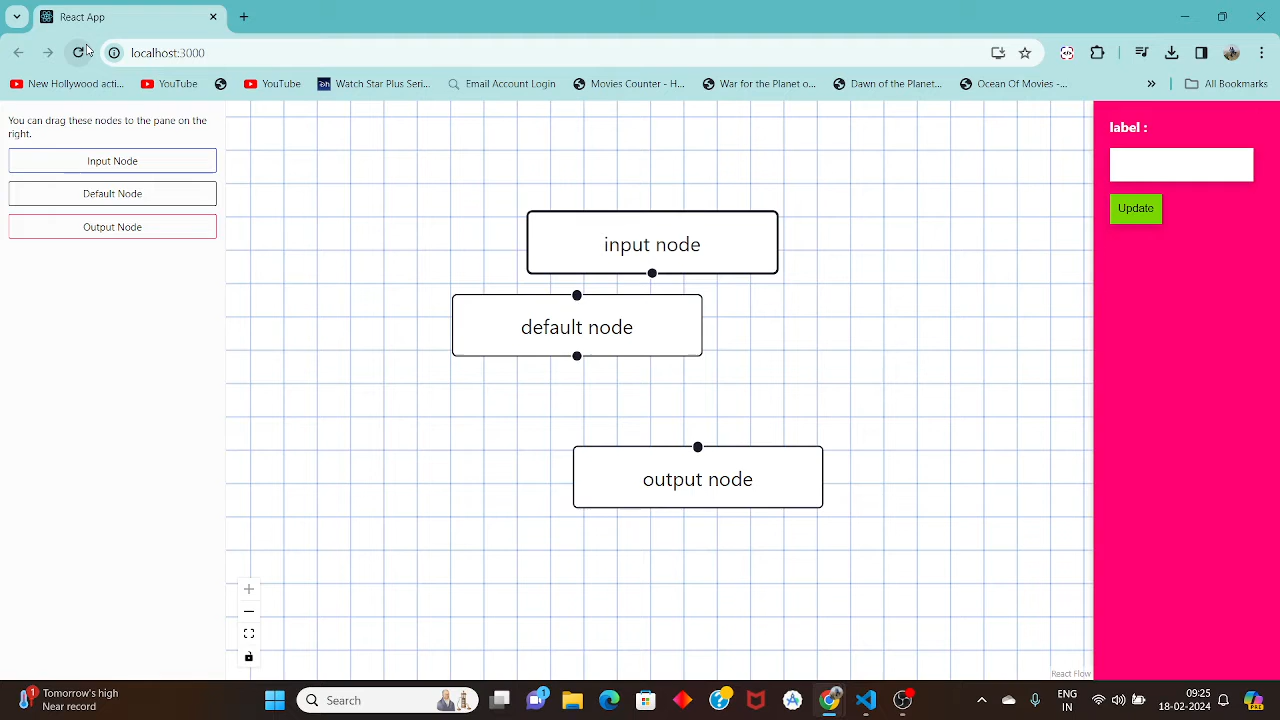 React App
localhost:3000
New Hollywood acti...
YouTube
YouTube
Watch Star Plus Seri...
Email Account Login
Movies Counter - H...
War for the Planet o...
Dawn of the Planet...
Ocean Of Movies -...
»
All Bookmarks
You can drag these nodes to the pane on the
right.
Input Node
Default Node
Output Node
input node
default node
output node
label :
Update
React Flow
1
Tomorrow's high
Near record
Search
1
ENG
IN
09:25
18-02-2024